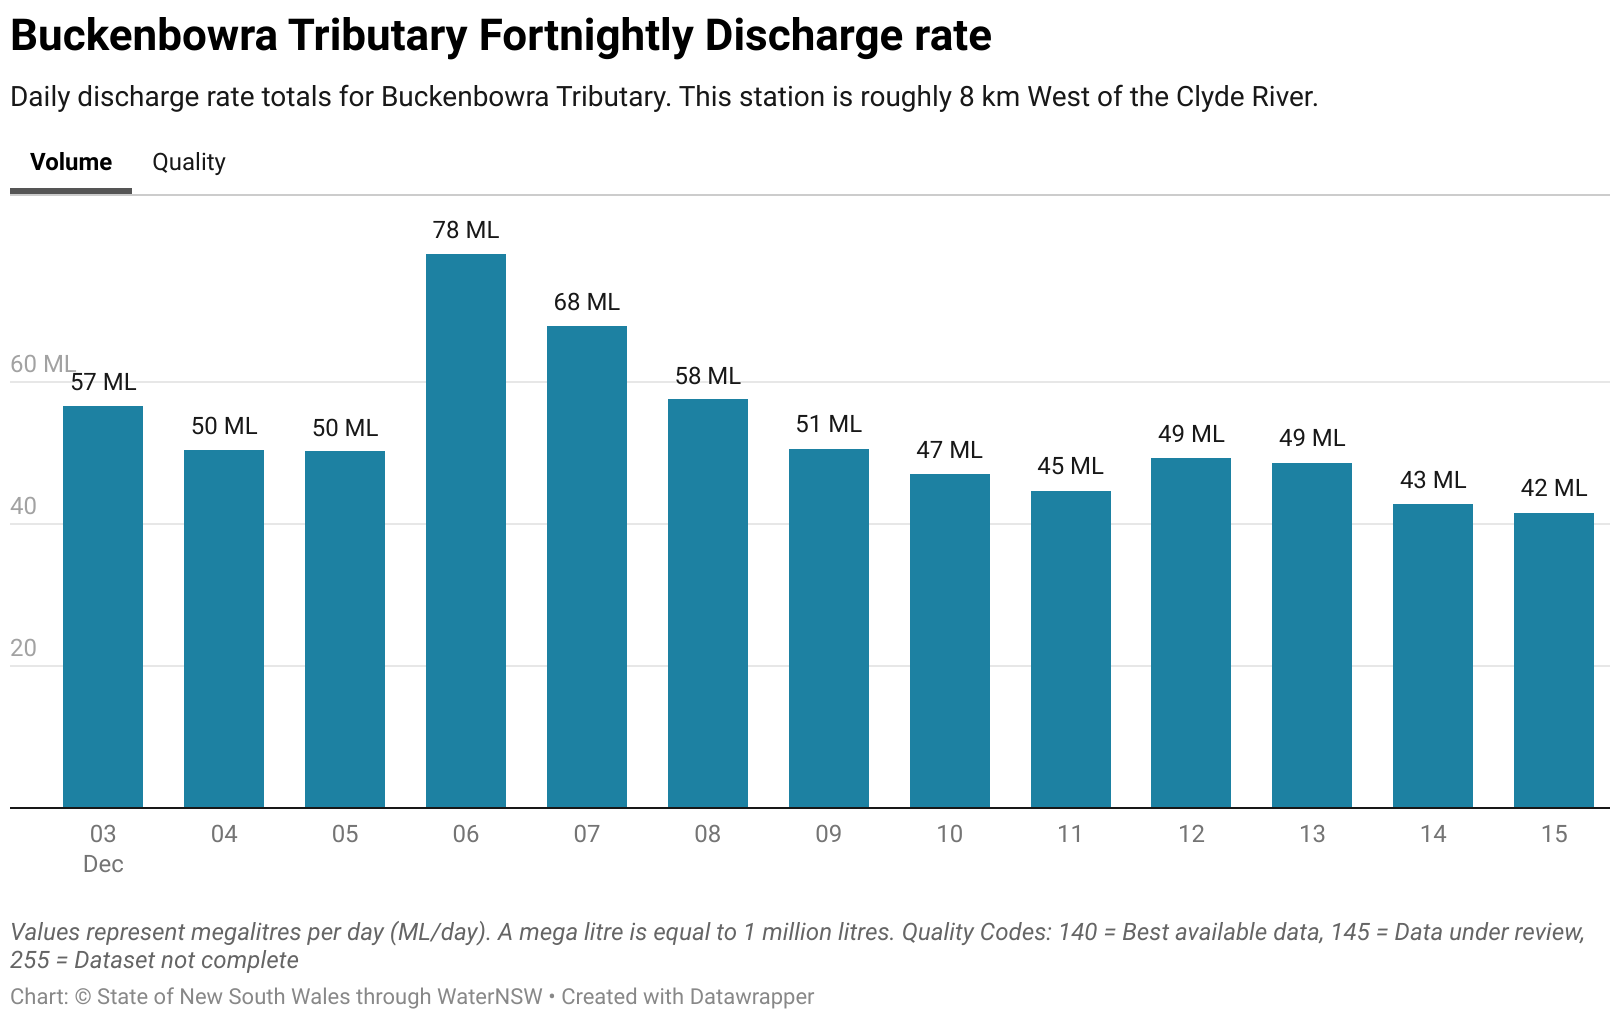 Buckenbowra Tributary Fortnightly Discharge rate
Daily discharge rate totals for Buckenbowra Tributary. This station is roughly 8 km West of the Clyde River.
Volume Quality
78 ML
68 ML
60 ML
57 ML
58 ML
50 ML
50 ML
51 ML
47 ML
45 ML
49 ML
49 ML
43 ML
42 ML
40
20
03 04 05 06 07 08 09 10 11 12 13 14 15
Dec
Values represent megalitres per day (ML/day). A mega litre is equal to 1 million litres. Quality Codes: 140 = Best available data, 145 = Data under review,
255 = Dataset not complete
Chart: © State of New South Wales through WaterNSW • Created with Datawrapper